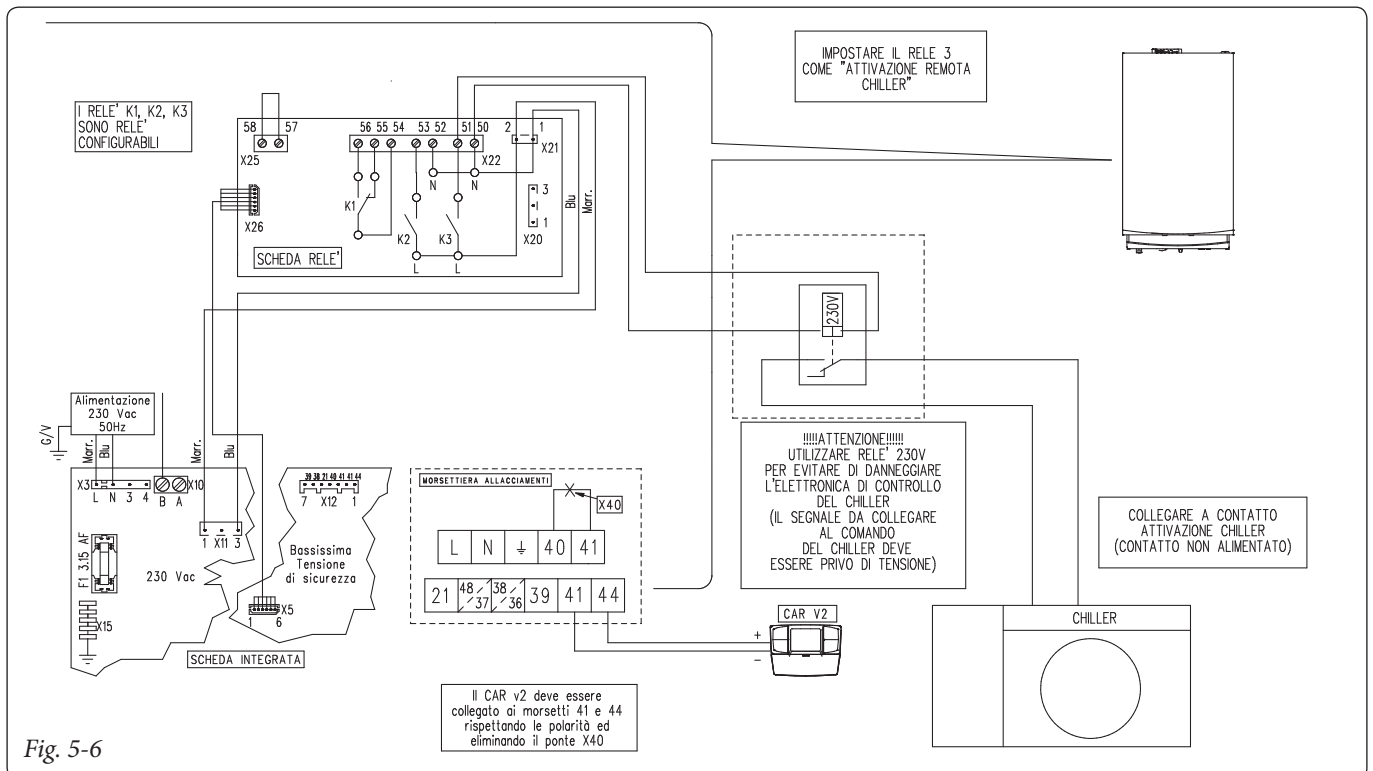 IMPOSTARE IL RELE 3
COME "ATTIVAZIONE REMOTA
CHILLER"
I RELE' K1, K2, K3
SONO RELE'
CONFIGURABILI
58 57
X25
56 55 54 53 52 51 50
X22
2 1
X21
N N
3
1
X20
K1
K2
K3
L L
X26
SCHEDA RELE'
Blu
Marr.
230V
Alimentazione
230 Vac
50Hz
G/V
Marr.
Blu
Marr.
Blu
X3 L N 3 4
B A
X10
1 X11 3
F1 3.15 AF
230 Vac
X15
39 38 21 40 41 41 44
7 X12 1
Bassissima
Tensione
di sicurezza
X5
1 6
SCHEDA INTEGRATA
MORSETTIERA ALLACCIAMENTI
X40
L N ⏚ 40 41
21 48/37 38/36 39 41 44
!!!!!ATTENZIONE!!!!!!
UTILIZZARE RELE' 230V
PER EVITARE DI DANNEGGIARE
L'ELETTRONICA DI CONTROLLO
DEL CHILLER
(IL SEGNALE DA COLLEGARE
AL COMANDO
DEL CHILLER DEVE
ESSERE PRIVO DI TENSIONE)
COLLEGARE A CONTATTO
ATTIVAZIONE CHILLER
(CONTATTO NON ALIMENTATO)
CAR V2
+
-
CHILLER
Il CAR v2 deve essere
collegato ai morsetti 41 e 44
rispettando le polarità ed
eliminando il ponte X40
Fig. 5-6